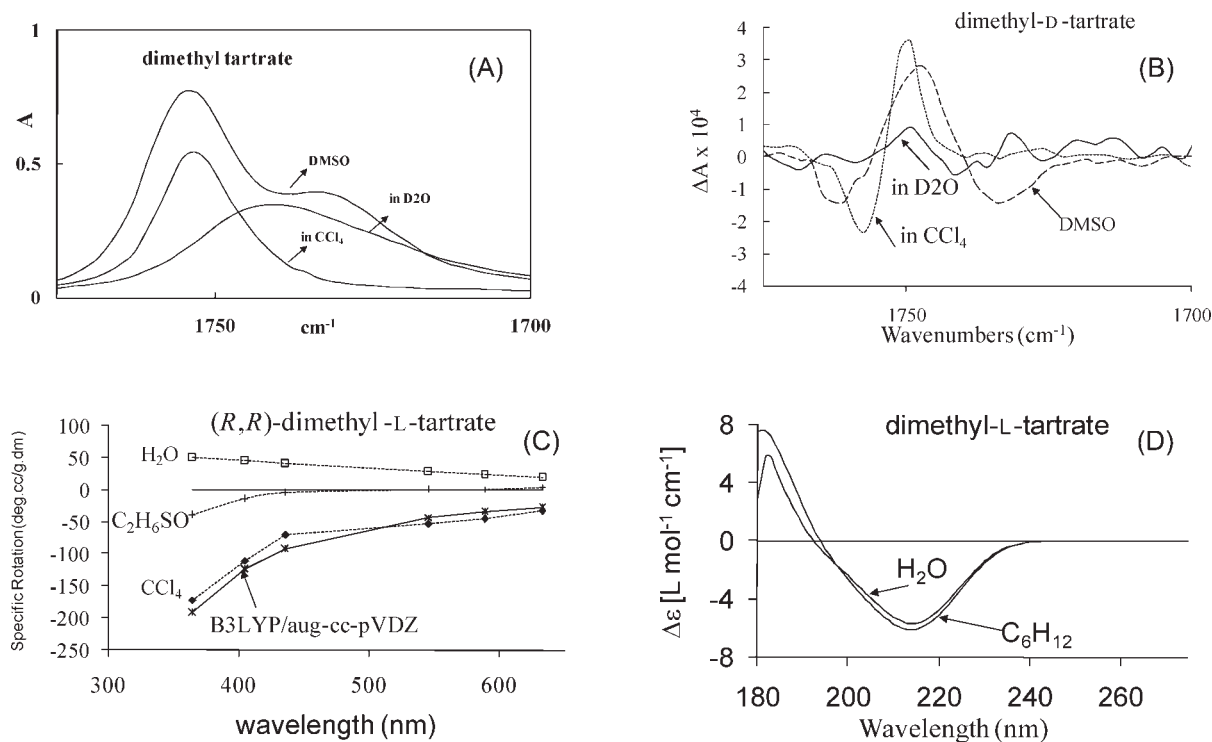 1
dimethyl tartrate
(A)
A
0.5
DMSO
in D2O
in CCl4
0
1750
cm-1
1700
dimethyl-D-tartrate
4
(B)
3
2
1
0
-1
-2
-3
-4
ΔA x 10^4
in D2O
in CCl4
DMSO
1750
1700
Wavenumbers (cm-1)
(R,R)-dimethyl -L-tartrate
(C)
100
50
0
-50
-100
-150
-200
-250
Specific Rotation(deg.cc/g.dm)
H2O
C2H6SO
CCl4
B3LYP/aug-cc-pVDZ
300
400
500
600
wavelength (nm)
dimethyl-L-tartrate
(D)
8
4
0
-4
-8
Δε [L mol-1 cm-1]
H2O
C6H12
180
200
220
240
260
Wavelength (nm)